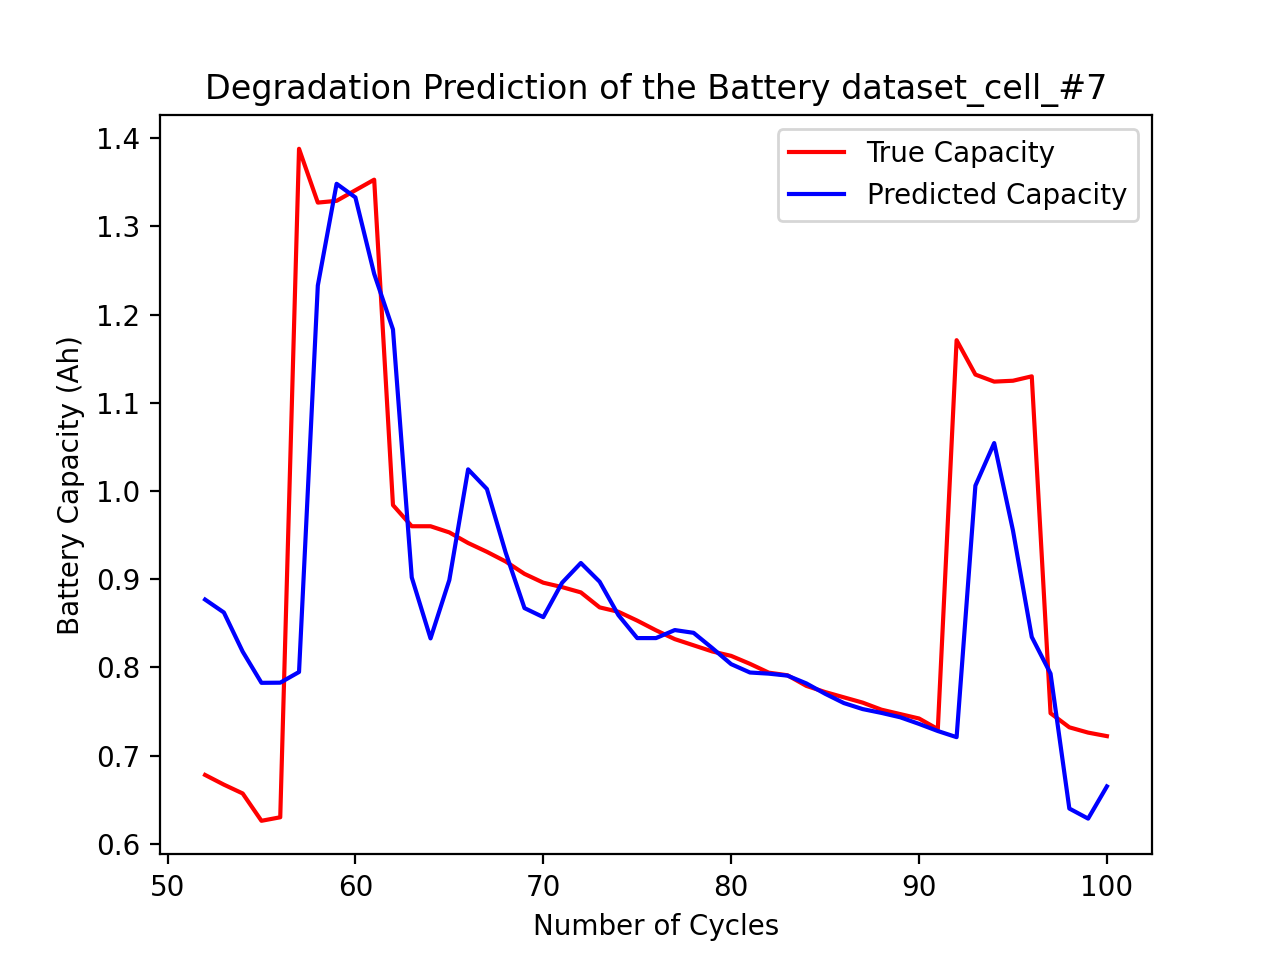 Degradation Prediction of the Battery dataset_cell_#7
True Capacity
Predicted Capacity
Battery Capacity (Ah)
1.4
1.3
1.2
1.1
1.0
0.9
0.8
0.7
0.6
50 60 70 80 90 100
Number of Cycles